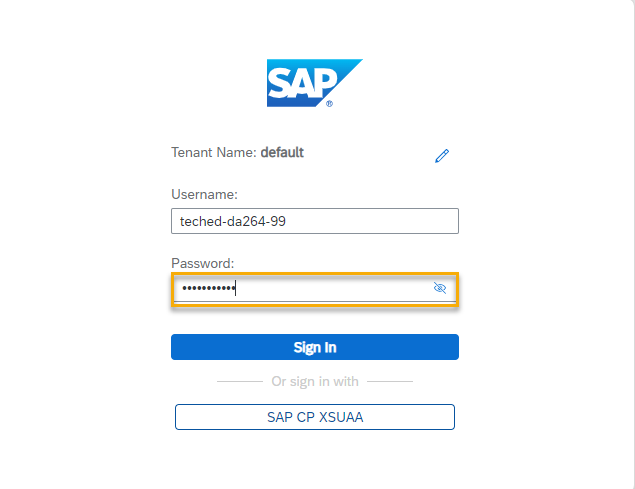 SAP
®
Tenant Name: default
Username:
teched-da264-99
Password:
•••••••••••
Sign In
Or sign in with
SAP CP XSUAA